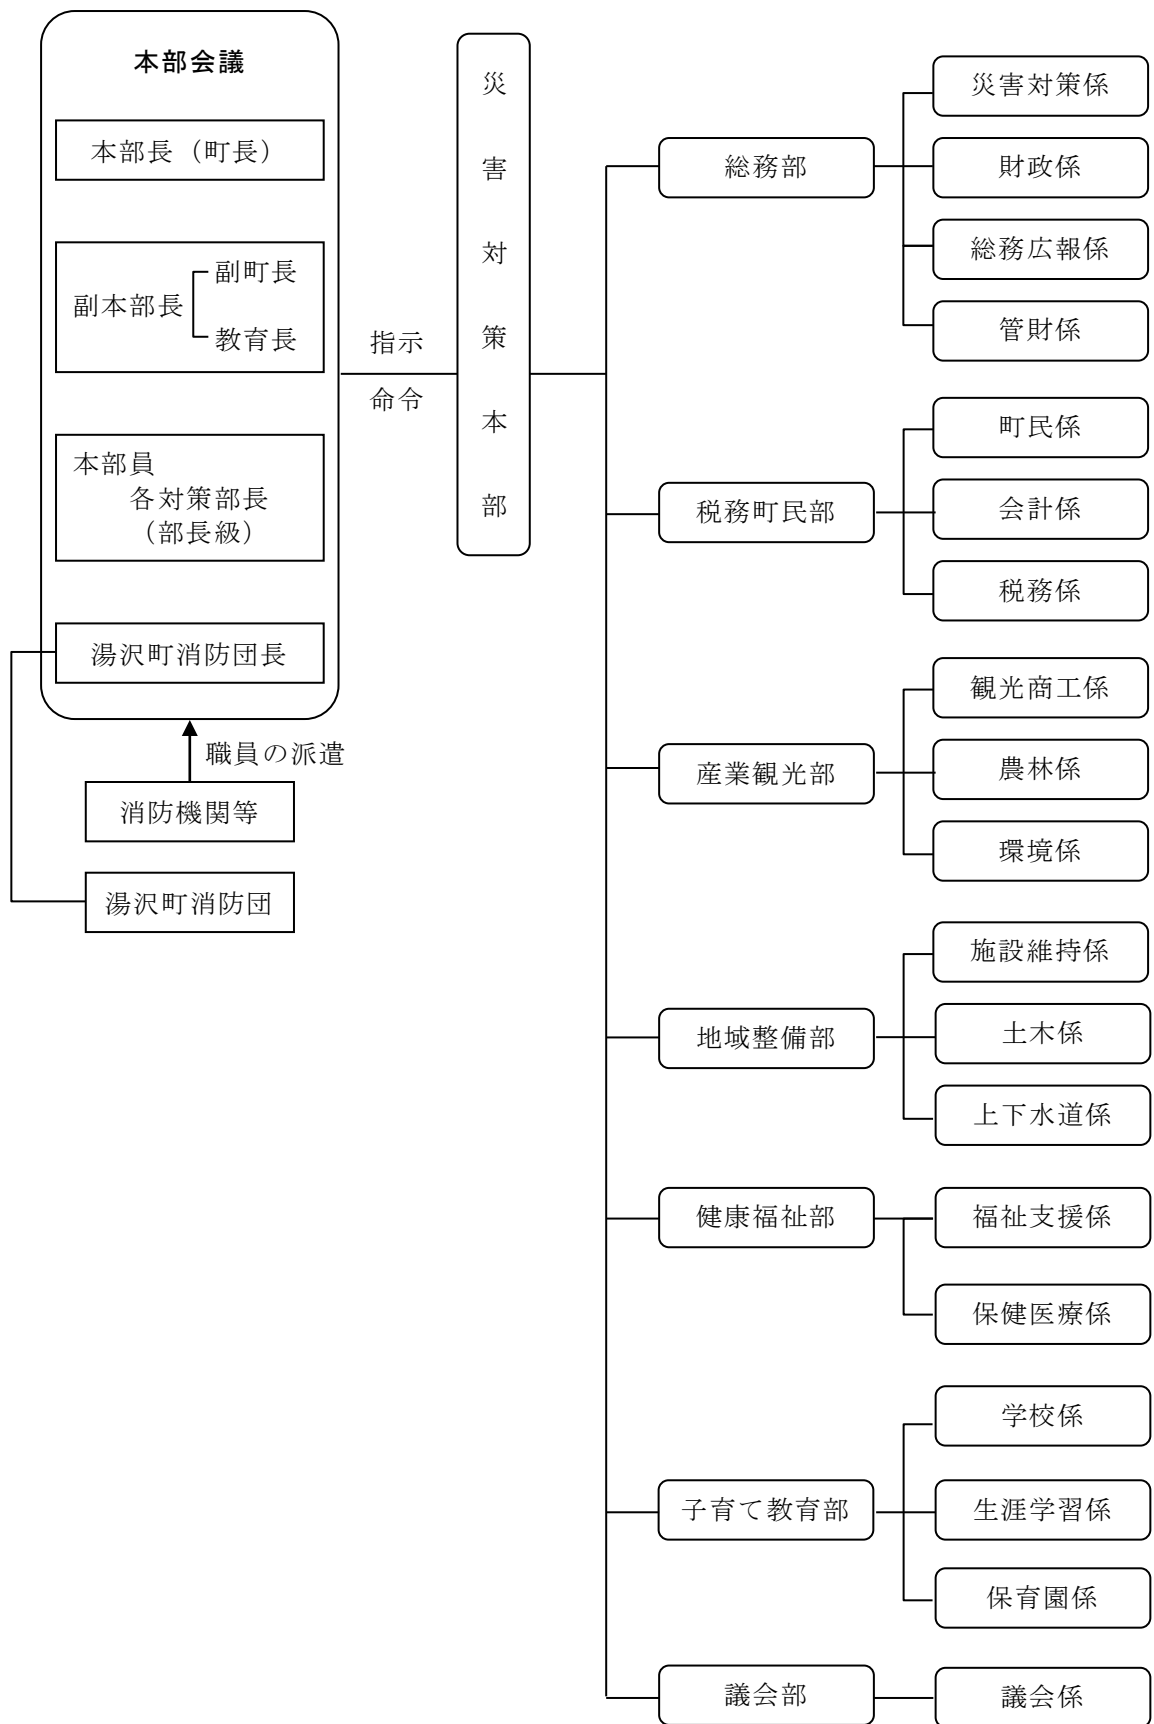 本部会議
本部長（町長）
副本部長
副町長
教育長
本部員
各対策部長
（部長級）
湯沢町消防団長
職員の派遣
消防機関等
湯沢町消防団
指示
命令
災害対策本部
総務部
災害対策係
財政係
総務広報係
管財係
税務町民部
町民係
会計係
税務係
産業観光部
観光商工係
農林係
環境係
地域整備部
施設維持係
土木係
上下水道係
健康福祉部
福祉支援係
保健医療係
子育て教育部
学校係
生涯学習係
保育園係
議会部
議会係